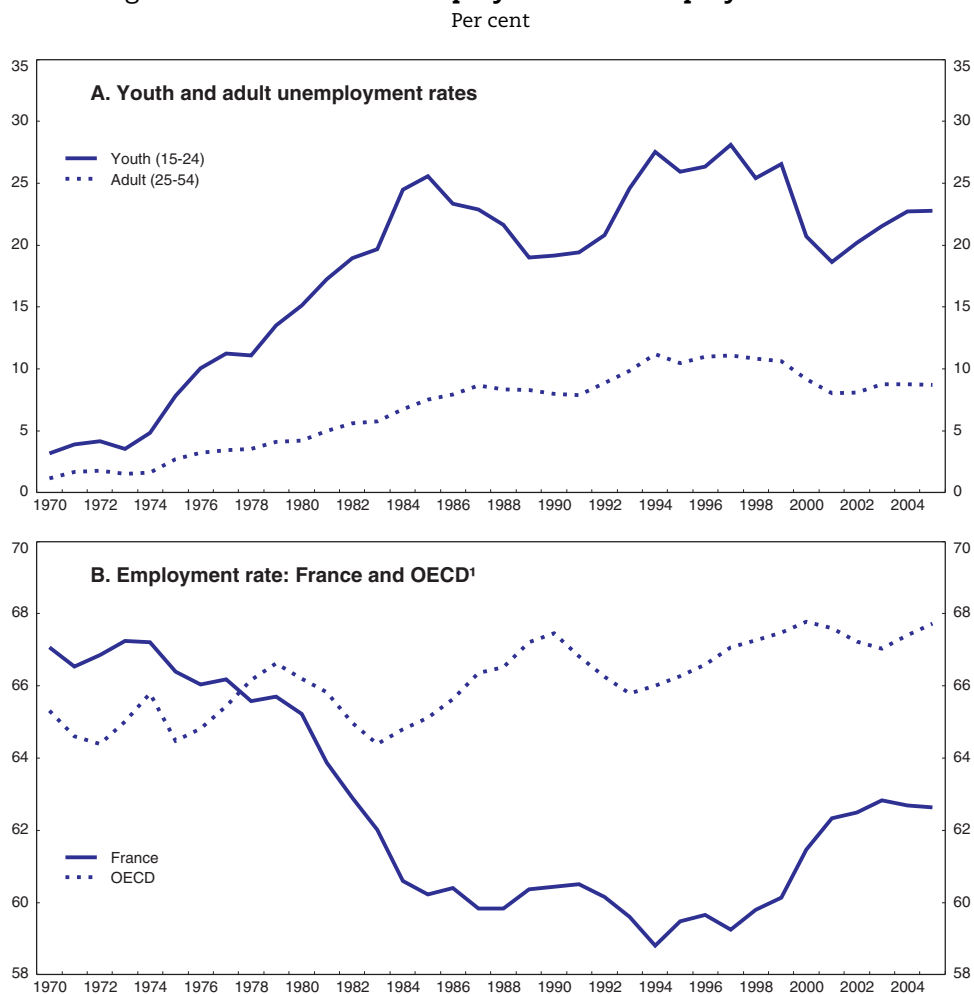 Per cent
35 35
A. Youth and adult unemployment rates
30 30
Youth (15-24)
25 25
Adult (25-54)
20 20
15 15
10 10
5 5
0 0
1970 1972 1974 1976 1978 1980 1982 1984 1986 1988 1990 1992 1994 1996 1998 2000 2002 2004
70 70
B. Employment rate: France and OECD¹
68 68
66 66
64 64
62 62
France
OECD
60 60
58 58
1970 1972 1974 1976 1978 1980 1982 1984 1986 1988 1990 1992 1994 1996 1998 2000 2002 2004